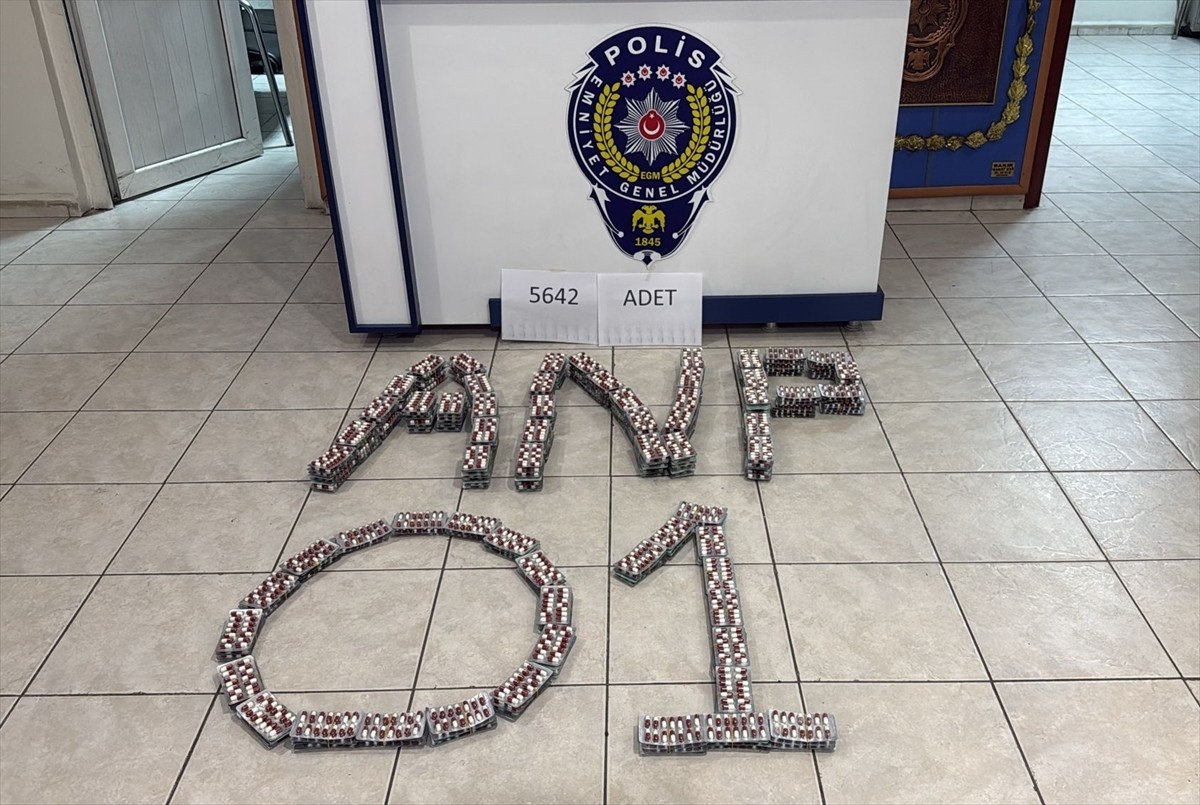 POLİS
EMNİYET GENEL MÜDÜRLÜĞÜ
EGM
1845
5642 ADET
ANP
01